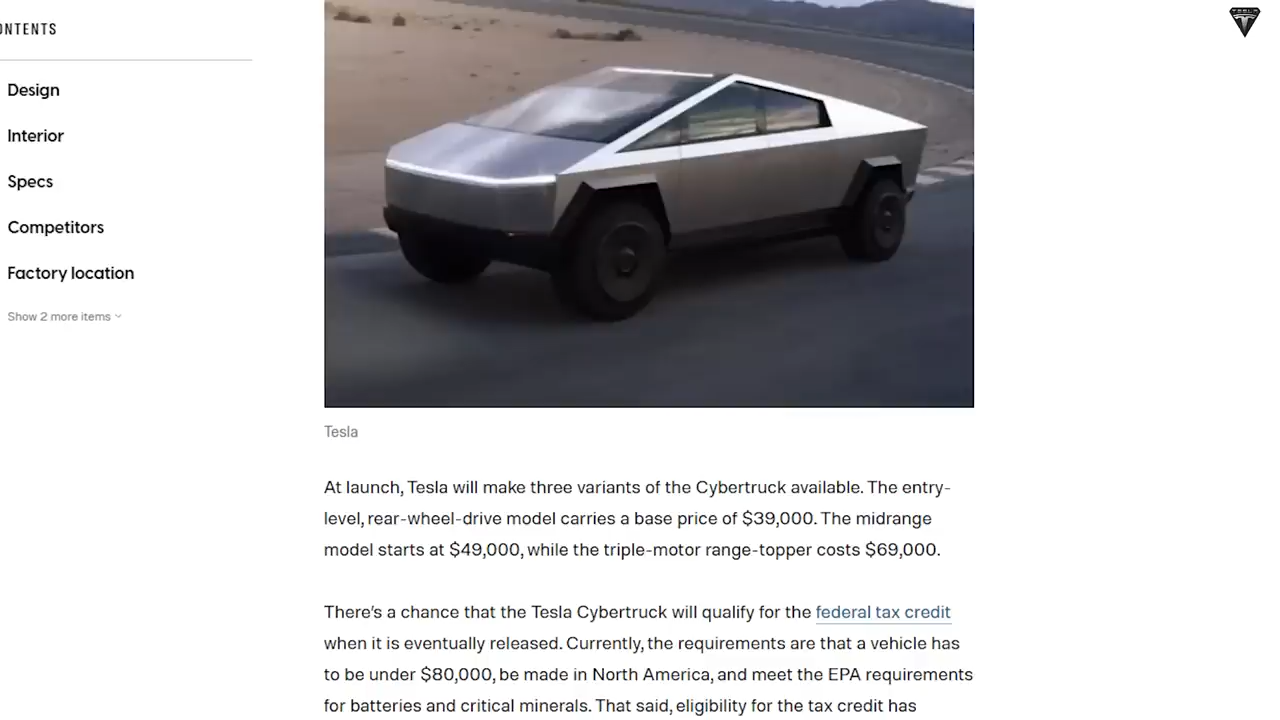 ONTENTS
Design
Interior
Specs
Competitors
Factory location
Show 2 more items
TESLA
Tesla
At launch, Tesla will make three variants of the Cybertruck available. The entry-
level, rear-wheel-drive model carries a base price of $39,000. The midrange
model starts at $49,000, while the triple-motor range-topper costs $69,000.
There's a chance that the Tesla Cybertruck will qualify for the federal tax credit
when it is eventually released. Currently, the requirements are that a vehicle has
to be under $80,000, be made in North America, and meet the EPA requirements
for batteries and critical minerals. That said, eligibility for the tax credit has